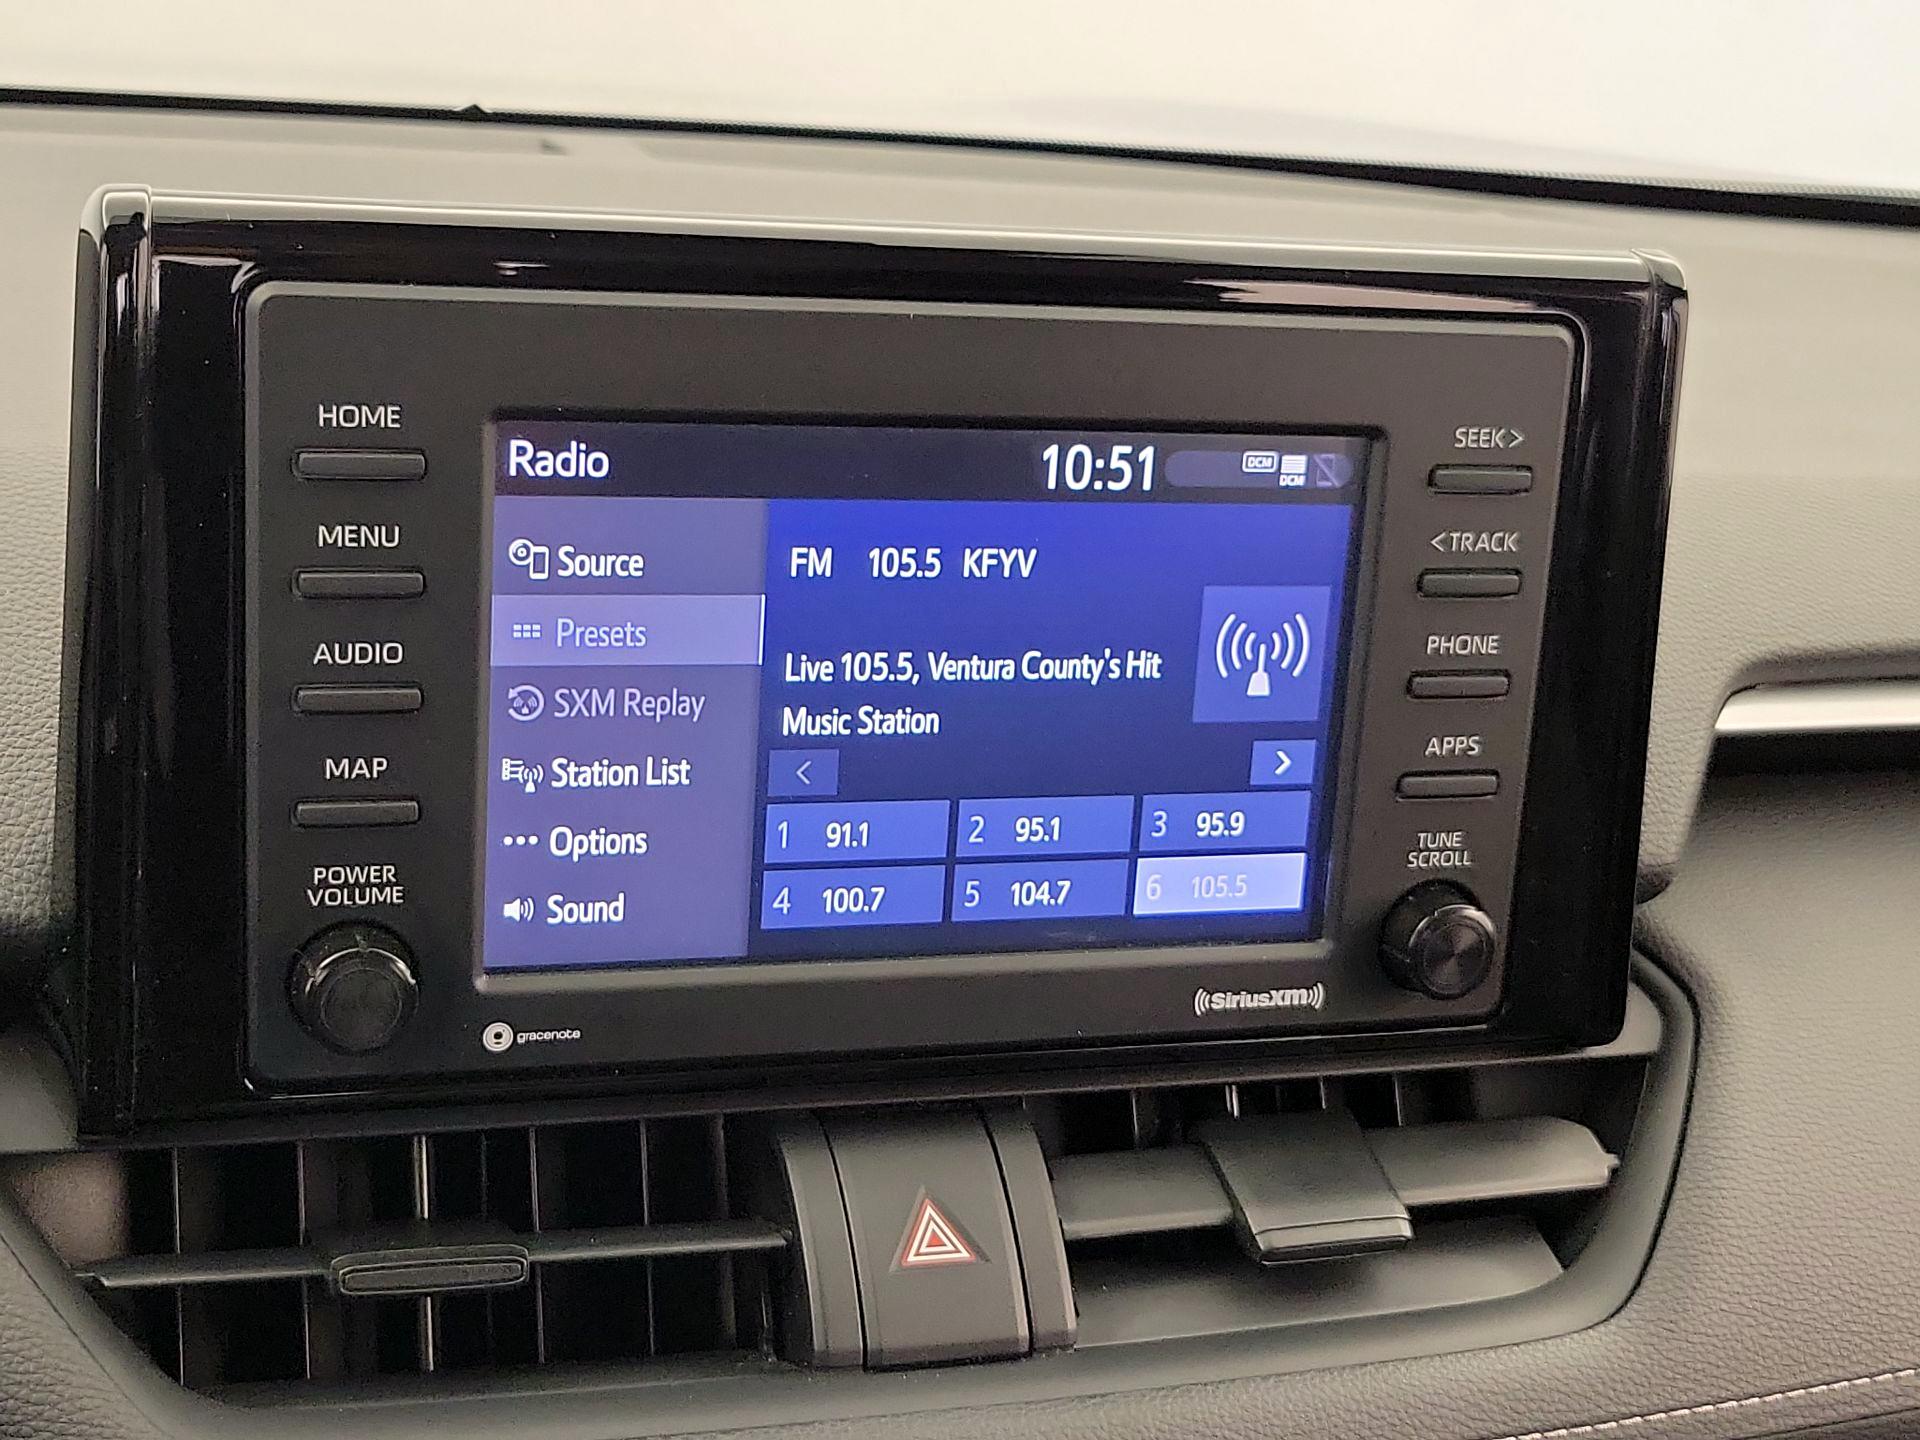 HOME
MENU
AUDIO
MAP
POWER
VOLUME
Radio
10:51
DCM
DCM
Source
Presets
SXM Replay
Station List
Options
Sound
FM 105.5 KFYV
Live 105.5, Ventura County's Hit
Music Station
<
>
1 91.1
2 95.1
3 95.9
4 100.7
5 104.7
6 105.5
SEEK>
<TRACK
PHONE
APPS
TUNE
SCROLL
gracenote
((SiriusXM))